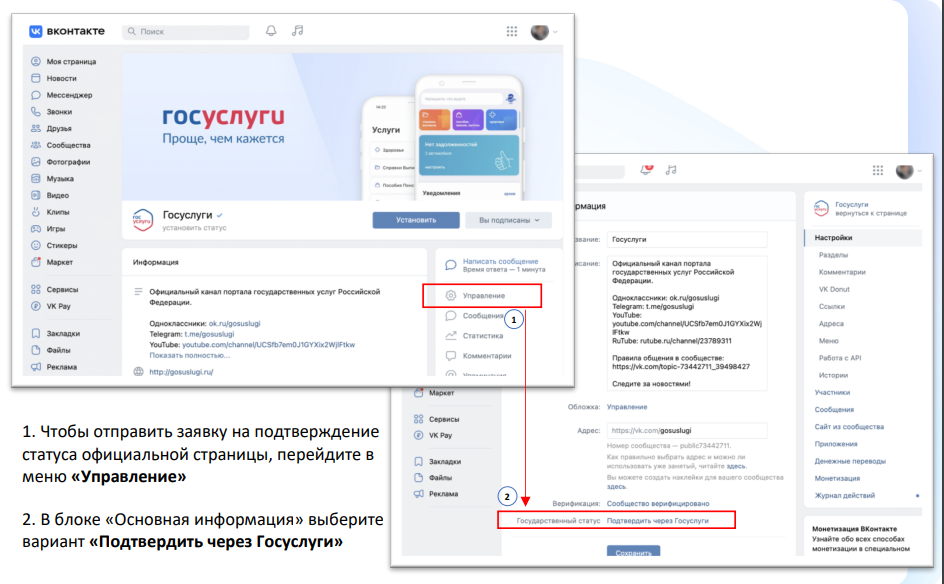 вконтакте
Поиск
Моя страница
Новости
Мессенджер
Звонки
Друзья
Сообщества
Фотографии
Музыка
Видео
Клипы
Игры
Стикеры
Маркет
Сервисы
VK Pay
Закладки
Файлы
Реклама
госуслуги
Проще, чем кажется
Услуги
Здоровье
Нет задолженностей
Уведомления
Госуслуги
установить статус
Установить
Вы подписаны
Информация
Официальный канал портала государственных услуг Российской
Федерации.
Одноклассники: ok.ru/gosuslugi
Telegram: t.me/gosuslugi
YouTube: youtube.com/channel/UCSfb7em0J1GYXix2WjlFtkw
Показать полностью...
http://gosuslugi.ru/
Написать сообщение
Время ответа — 1 минута
Управление
Сообщения
Статистика
Комментарии
1
рмация
звание: Госуслуги
исание: Официальный канал портала
государственных услуг Российской
Федерации.
Одноклассники: ok.ru/gosuslugi
Telegram: t.me/gosuslugi
YouTube:
youtube.com/channel/UCSfb7em0J1GYXix2Wj
lFtkw
RuTube: rutube.ru/channel/23789311
Правила общения в сообществе:
https://vk.com/topic-73442711_39498427
Следите за новостями!
Обложка: Управление
Адрес: https://vk.com/gosuslugi
Номер сообщества — public73442711.
Как правильно выбрать адрес и можно ли
использовать уже занятый, читайте здесь.
Вы можете создать наклейки для вашего сообщества
здесь.
Верификация: Сообщество верифицировано
2
Государственный статус Подтвердить через Госуслуги
Сохранить
Маркет
Сервисы
VK Pay
Закладки
Файлы
Реклама
Госуслуги
вернуться к странице
Настройки
Разделы
Комментарии
VK Donut
Ссылки
Адреса
Меню
Работа с API
Истории
Участники
Сообщения
Сайт из сообщества
Приложения
Денежные переводы
Монетизация
Журнал действий
Монетизация ВКонтакте
Узнайте обо всех способах
монетизации в специальном
1. Чтобы отправить заявку на подтверждение
статуса официальной страницы, перейдите в
меню «Управление»
2. В блоке «Основная информация» выберите
вариант «Подтвердить через Госуслуги»